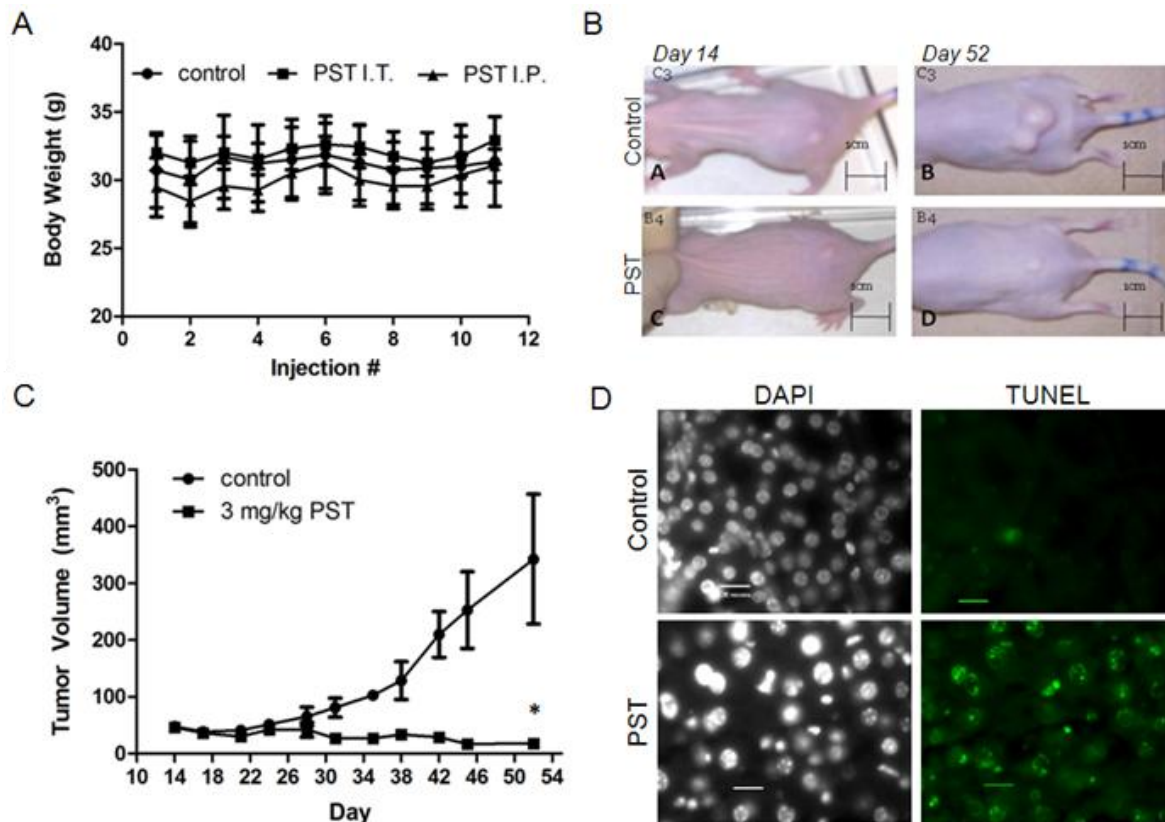 A
Body Weight (g)
40
35
30
25
20
control PST I.T. PST I.P.
0 2 4 6 8 10 12
Injection #
B
Day 14 Day 52
Control
C3
1cm
A
C3
1cm
B
PST
B4
1cm
C
B4
1cm
D
C
Tumor Volume (mm³)
500
400
300
200
100
0
control
3 mg/kg PST
*
10 14 18 22 26 30 34 38 42 46 50 54
Day
D
DAPI TUNEL
Control
PST